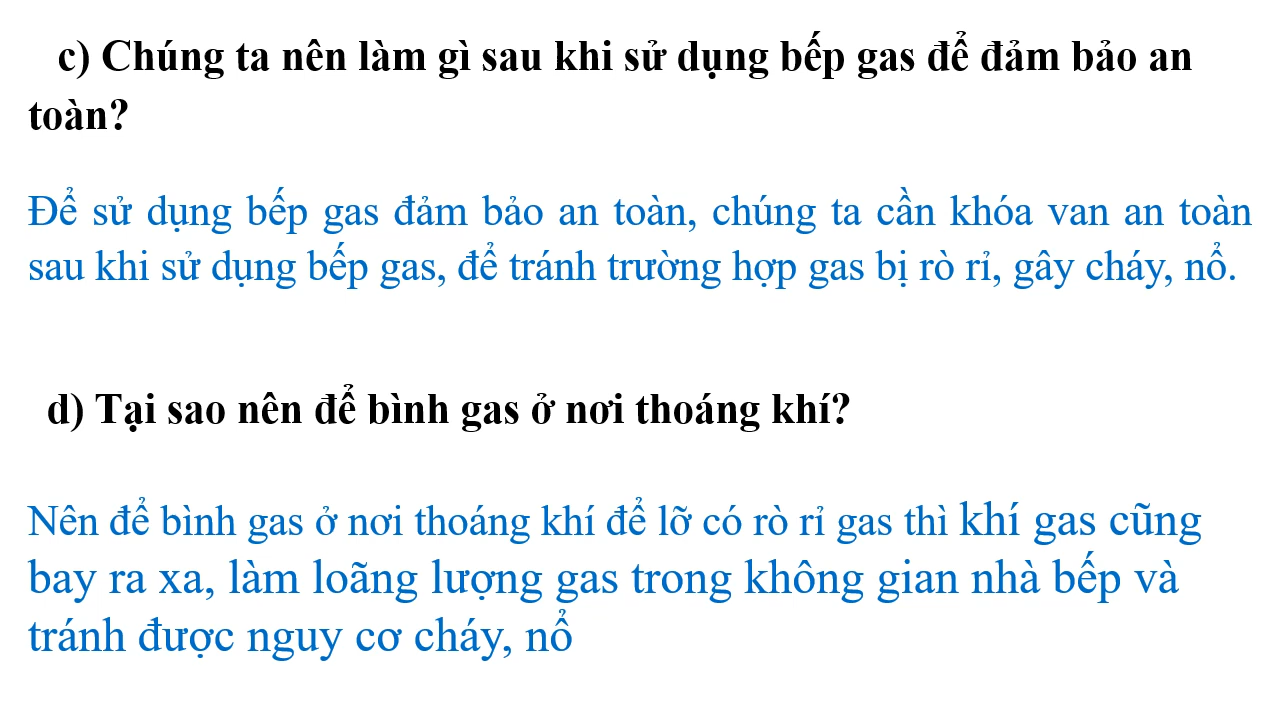 c) Chúng ta nên làm gì sau khi sử dụng bếp gas để đảm bảo an
toàn?
Để sử dụng bếp gas đảm bảo an toàn, chúng ta cần khóa van an toàn
sau khi sử dụng bếp gas, để tránh trường hợp gas bị rò rỉ, gây cháy, nổ.
d) Tại sao nên để bình gas ở nơi thoáng khí?
Nên để bình gas ở nơi thoáng khí để lỡ có rò rỉ gas thì khí gas cũng
bay ra xa, làm loãng lượng gas trong không gian nhà bếp và
tránh được nguy cơ cháy, nổ